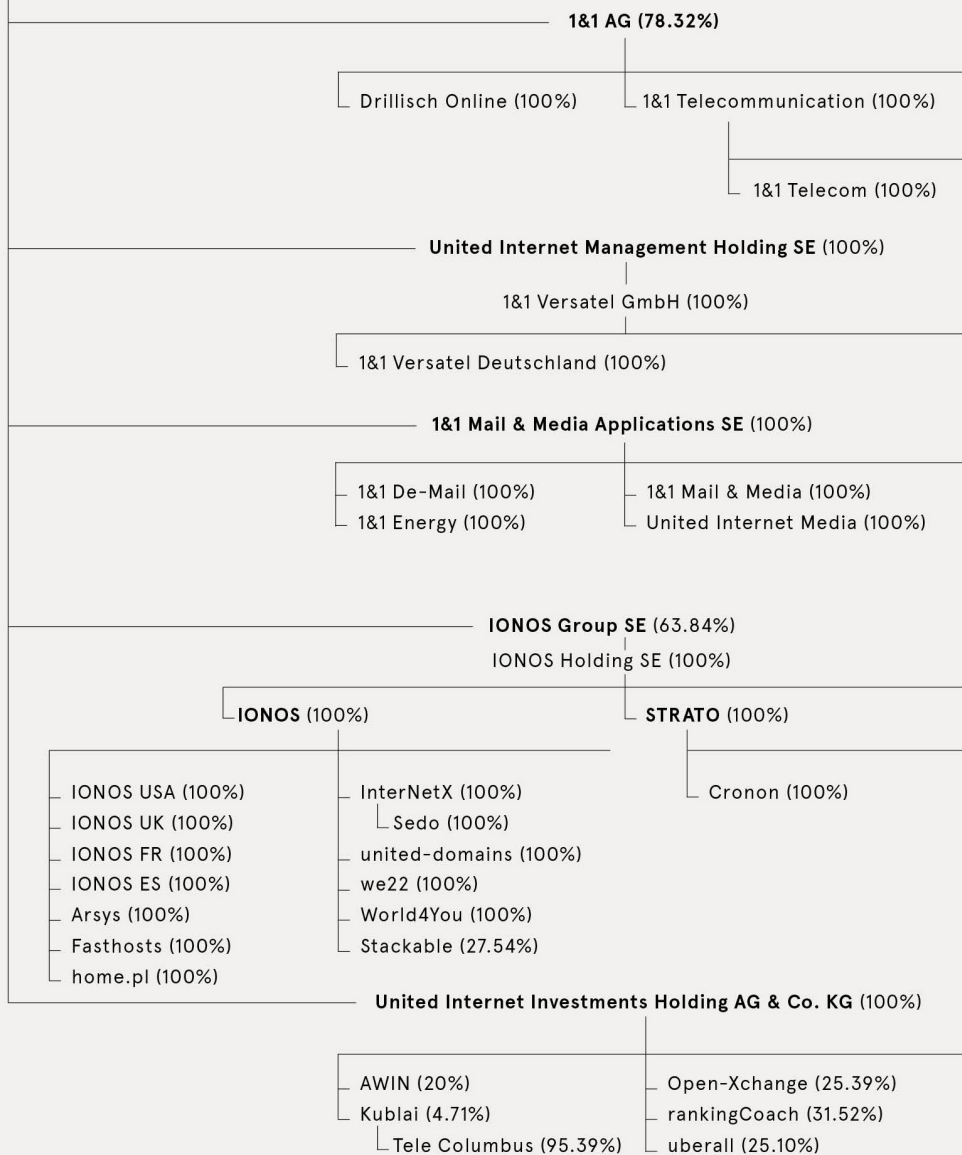 1&1 AG (78.32%)
Drillisch Online (100%)
1&1 Telecommunication (100%)
1&1 Telecom (100%)
United Internet Management Holding SE (100%)
1&1 Versatel GmbH (100%)
1&1 Versatel Deutschland (100%)
1&1 Mail & Media Applications SE (100%)
1&1 De-Mail (100%)
1&1 Energy (100%)
1&1 Mail & Media (100%)
United Internet Media (100%)
IONOS Group SE (63.84%)
IONOS Holding SE (100%)
IONOS (100%)
STRATO (100%)
IONOS USA (100%)
IONOS UK (100%)
IONOS FR (100%)
IONOS ES (100%)
Arsys (100%)
Fasthosts (100%)
home.pl (100%)
InterNetX (100%)
Sedo (100%)
united-domains (100%)
we22 (100%)
World4You (100%)
Stackable (27.54%)
Cronon (100%)
United Internet Investments Holding AG & Co. KG (100%)
AWIN (20%)
Kublai (4.71%)
Tele Columbus (95.39%)
Open-Xchange (25.39%)
rankingCoach (31.52%)
uberall (25.10%)